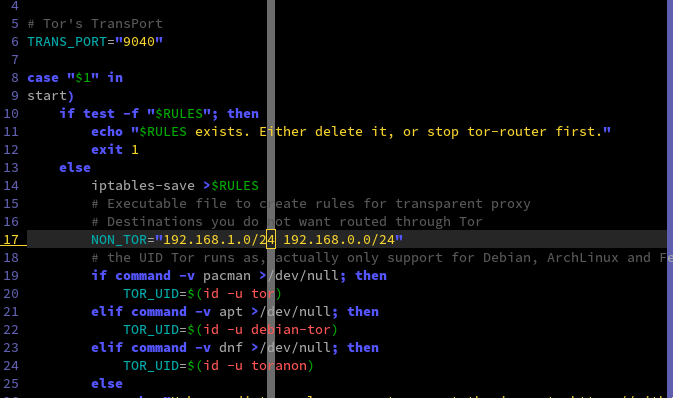 4
5 # Tor's TransPort
6 TRANS_PORT="9040"
7
8 case "$1" in
9 start)
10     if test -f "$RULES"; then
11         echo "$RULES exists. Either delete it, or stop tor-router first."
12         exit 1
13     else
14         iptables-save >$RULES
15         # Executable file to create rules for transparent proxy
16         # Destinations you do not want routed through Tor
17         NON_TOR="192.168.1.0/24 192.168.0.0/24"
18         # the UID Tor runs as, actually only support for Debian, ArchLinux and Fe
19         if command -v pacman >/dev/null; then
20             TOR_UID=$(id -u tor)
21         elif command -v apt >/dev/null; then
22             TOR_UID=$(id -u debian-tor)
23         elif command -v dnf >/dev/null; then
24             TOR_UID=$(id -u toranon)
25         else